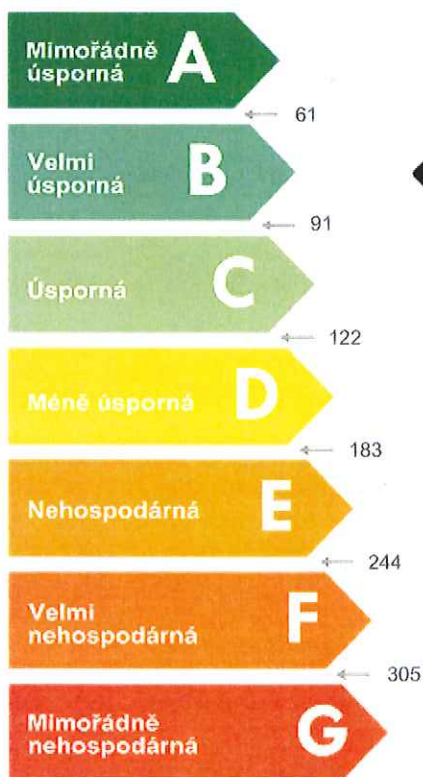 Mimořádně
úsporná
A
61
Velmi
úsporná
B
91
Úsporná
C
122
Méně úsporná
D
183
Nehospodárná
E
244
Velmi
nehospodárná
F
305
Mimořádně
nehospodárná
G